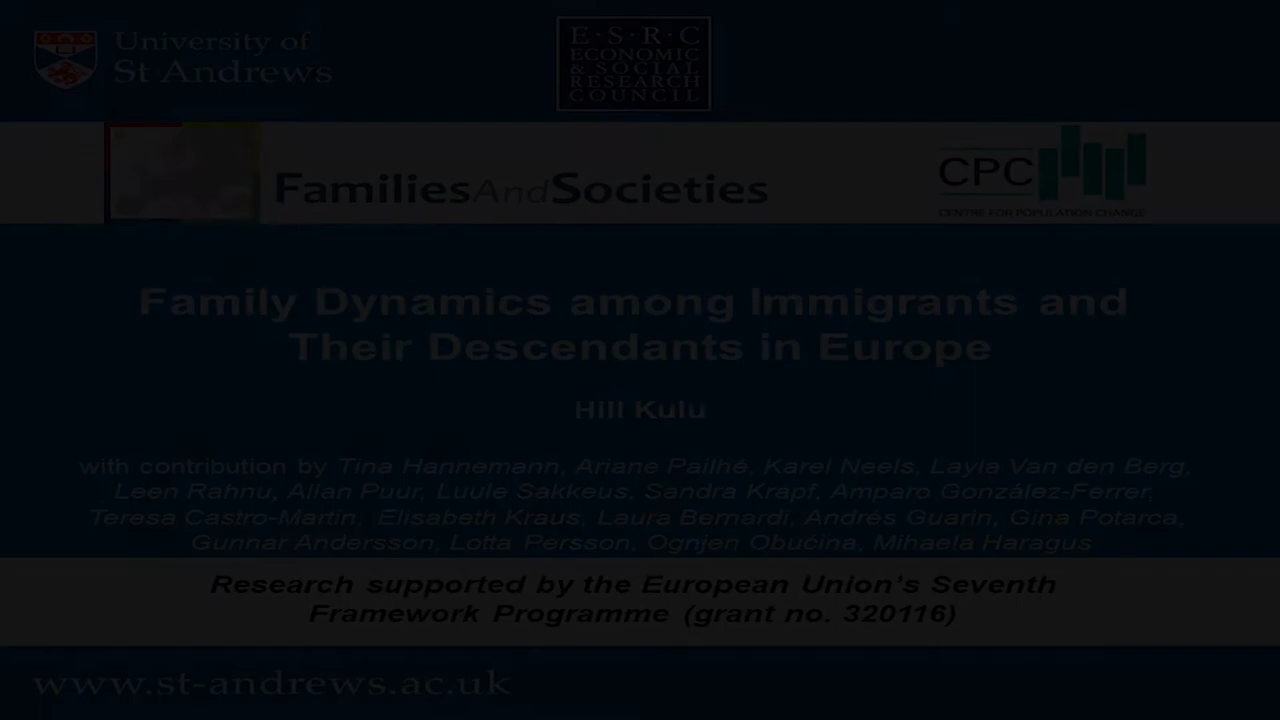 University of
St Andrews
E·S·R·C
ECONOMIC
& SOCIAL
RESEARCH
COUNCIL
FamiliesAndSocieties
CPC
CENTRE FOR POPULATION CHANGE
Family Dynamics among Immigrants and
Their Descendants in Europe
Hill Kulu
with contribution by Tina Hannemann, Ariane Pailhé, Karel Neels, Layla Van den Berg,
Leen Rahnu, Allan Puur, Luule Sakkeus, Sandra Krapf, Amparo González-Ferrer,
Teresa Castro-Martin, Elisabeth Kraus, Laura Bernardi, Andrés Guarin, Gina Potarca,
Gunnar Andersson, Lotta Persson, Ognjen Obućina, Mihaela Haragus
Research supported by the European Union's Seventh
Framework Programme (grant no. 320116)
www.st-andrews.ac.uk